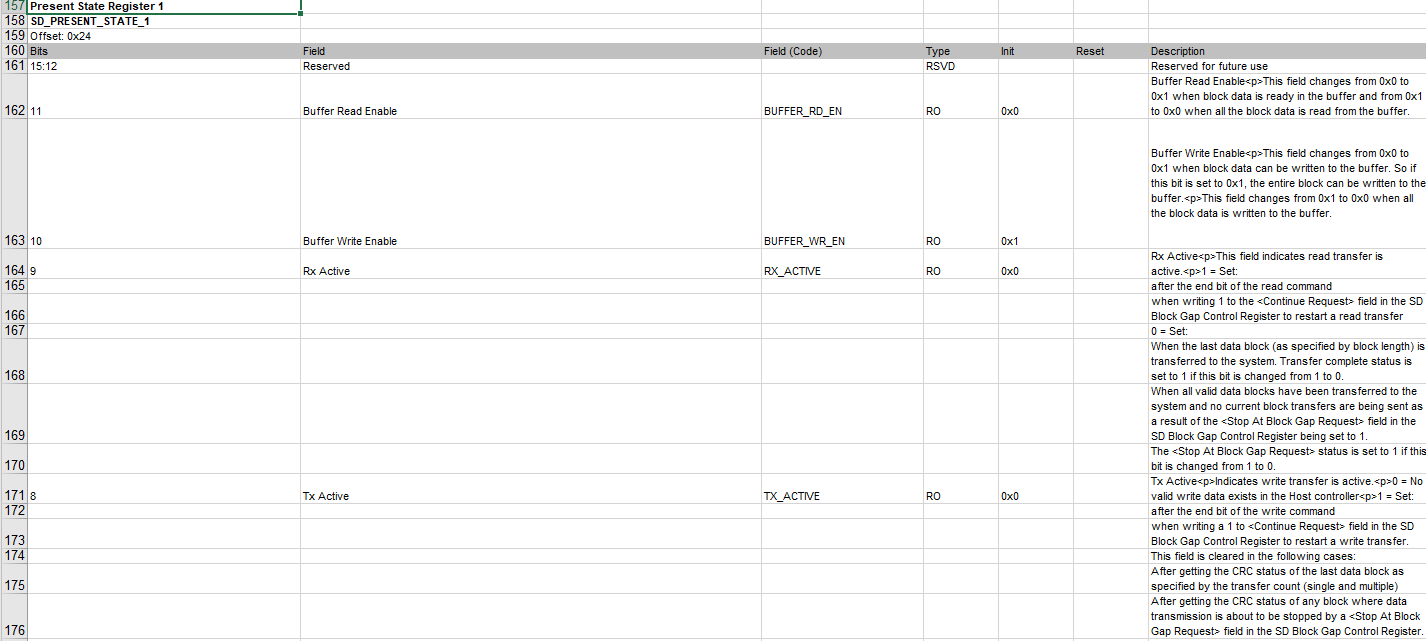 157 Present State Register 1
158 SD_PRESENT_STATE_1
159 Offset: 0x24
160 Bits Field Field (Code) Type Init Reset Description
161 15:12 Reserved RSVD Reserved for future use
Buffer Read Enable<p>This field changes from 0x0 to
0x1 when block data is ready in the buffer and from 0x1
162 11 Buffer Read Enable BUFFER_RD_EN RO 0x0 to 0x0 when all the block data is read from the buffer.
Buffer Write Enable<p>This field changes from 0x0 to
0x1 when block data can be written to the buffer. So if
this bit is set to 0x1, the entire block can be written to the
buffer.<p>This field changes from 0x1 to 0x0 when all
the block data is written to the buffer.
163 10 Buffer Write Enable BUFFER_WR_EN RO 0x1
Rx Active<p>This field indicates read transfer is
164 9 Rx Active RX_ACTIVE RO 0x0 active.<p>1 = Set:
165 after the end bit of the read command
when writing 1 to the <Continue Request> field in the SD
166 Block Gap Control Register to restart a read transfer
167 0 = Set:
When the last data block (as specified by block length) is
transferred to the system. Transfer complete status is
168 set to 1 if this bit is changed from 1 to 0.
When all valid data blocks have been transferred to the
system and no current block transfers are being sent as
a result of the <Stop At Block Gap Request> field in the
169 SD Block Gap Control Register being set to 1.
The <Stop At Block Gap Request> status is set to 1 if this
170 bit is changed from 1 to 0.
Tx Active<p>Indicates write transfer is active.<p>0 = No
171 8 Tx Active TX_ACTIVE RO 0x0 valid write data exists in the Host controller<p>1 = Set:
172 after the end bit of the write command
when writing a 1 to <Continue Request> field in the SD
173 Block Gap Control Register to restart a write transfer.
174 This field is cleared in the following cases:
After getting the CRC status of the last data block as
175 specified by the transfer count (single and multiple)
After getting the CRC status of any block where data
transmission is about to be stopped by a <Stop At Block
176 Gap Request> field in the SD Block Gap Control Register.